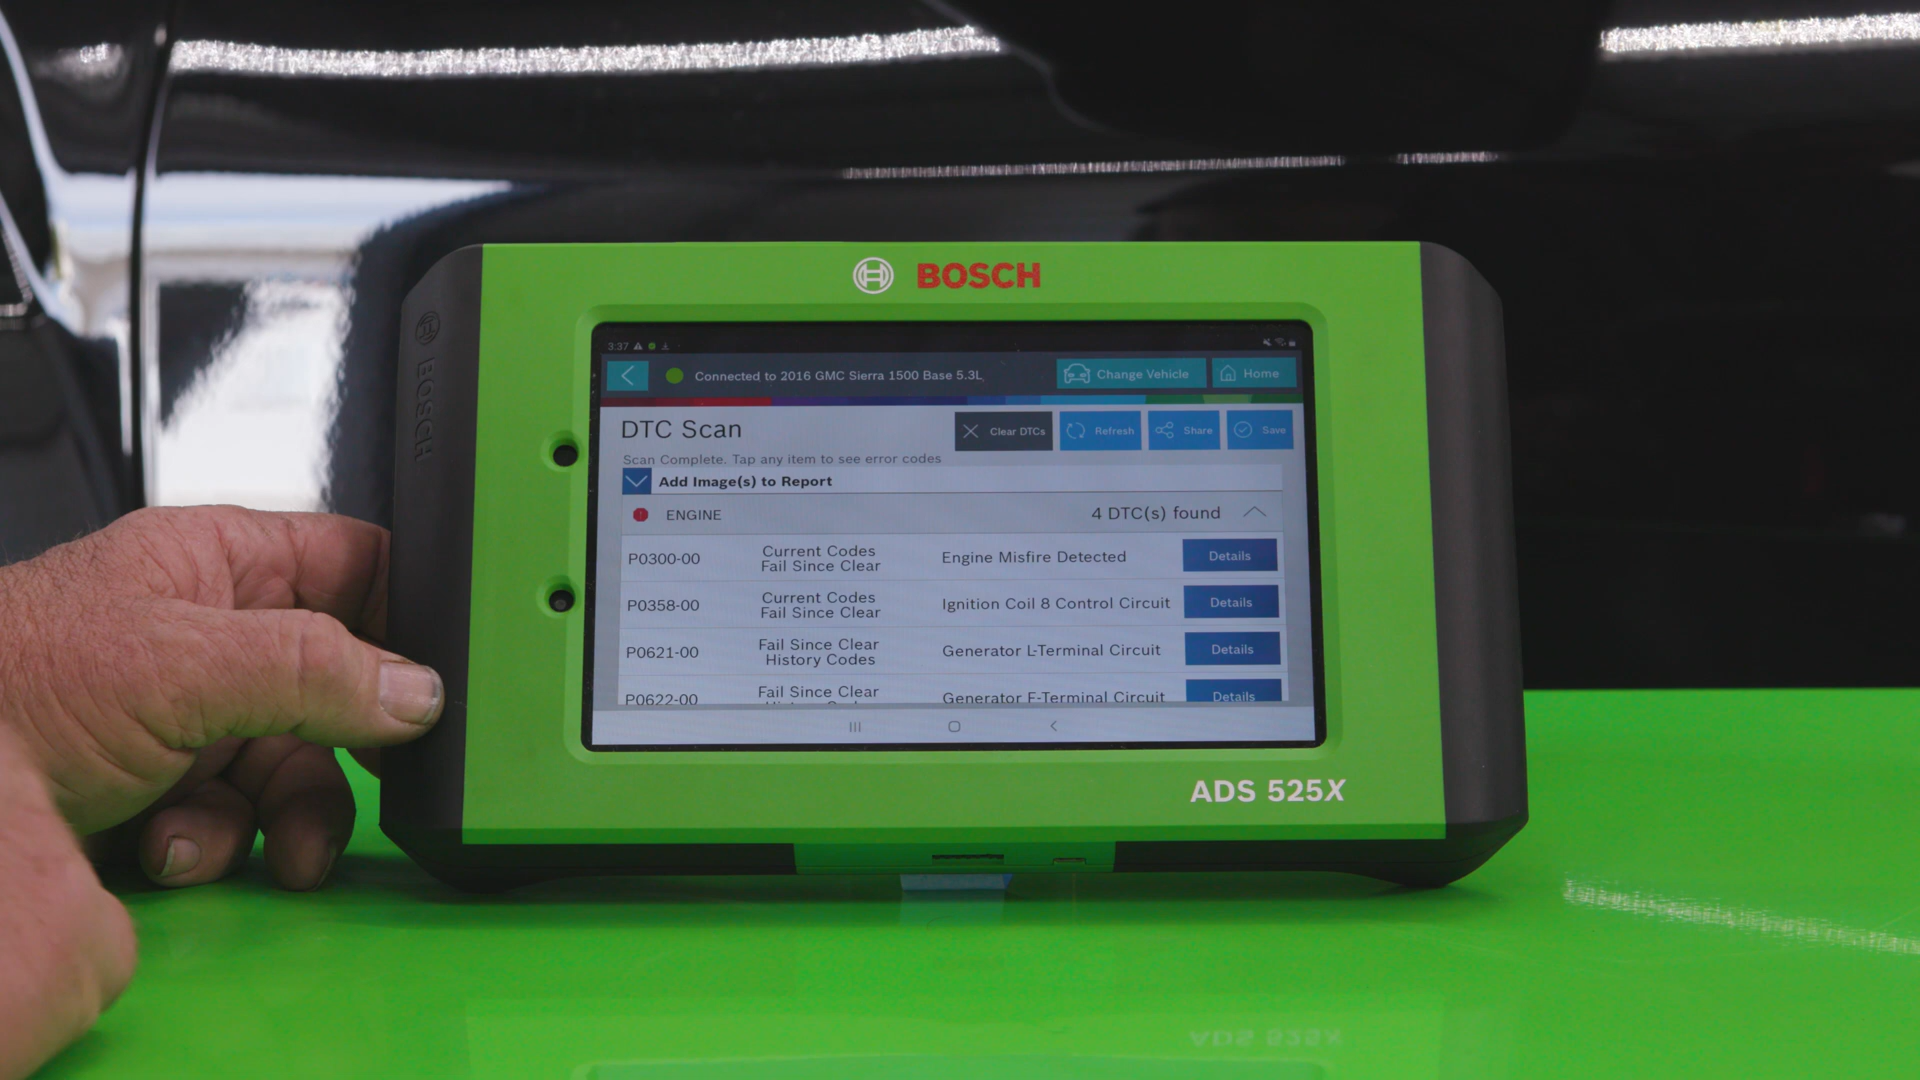 BOSCH
BOSCH
3:37
Connected to 2016 GMC Sierra 1500 Base 5.3L
Change Vehicle
Home
DTC Scan
Clear DTCs
Refresh
Share
Save
Scan Complete. Tap any item to see error codes
Add Image(s) to Report
ENGINE
4 DTC(s) found
P0300-00
Current Codes
Fail Since Clear
Engine Misfire Detected
Details
P0358-00
Current Codes
Fail Since Clear
Ignition Coil 8 Control Circuit
Details
P0621-00
Fail Since Clear
History Codes
Generator L-Terminal Circuit
Details
P0622-00
Fail Since Clear
Generator F-Terminal Circuit
Details
ADS 525X
ADS 525X